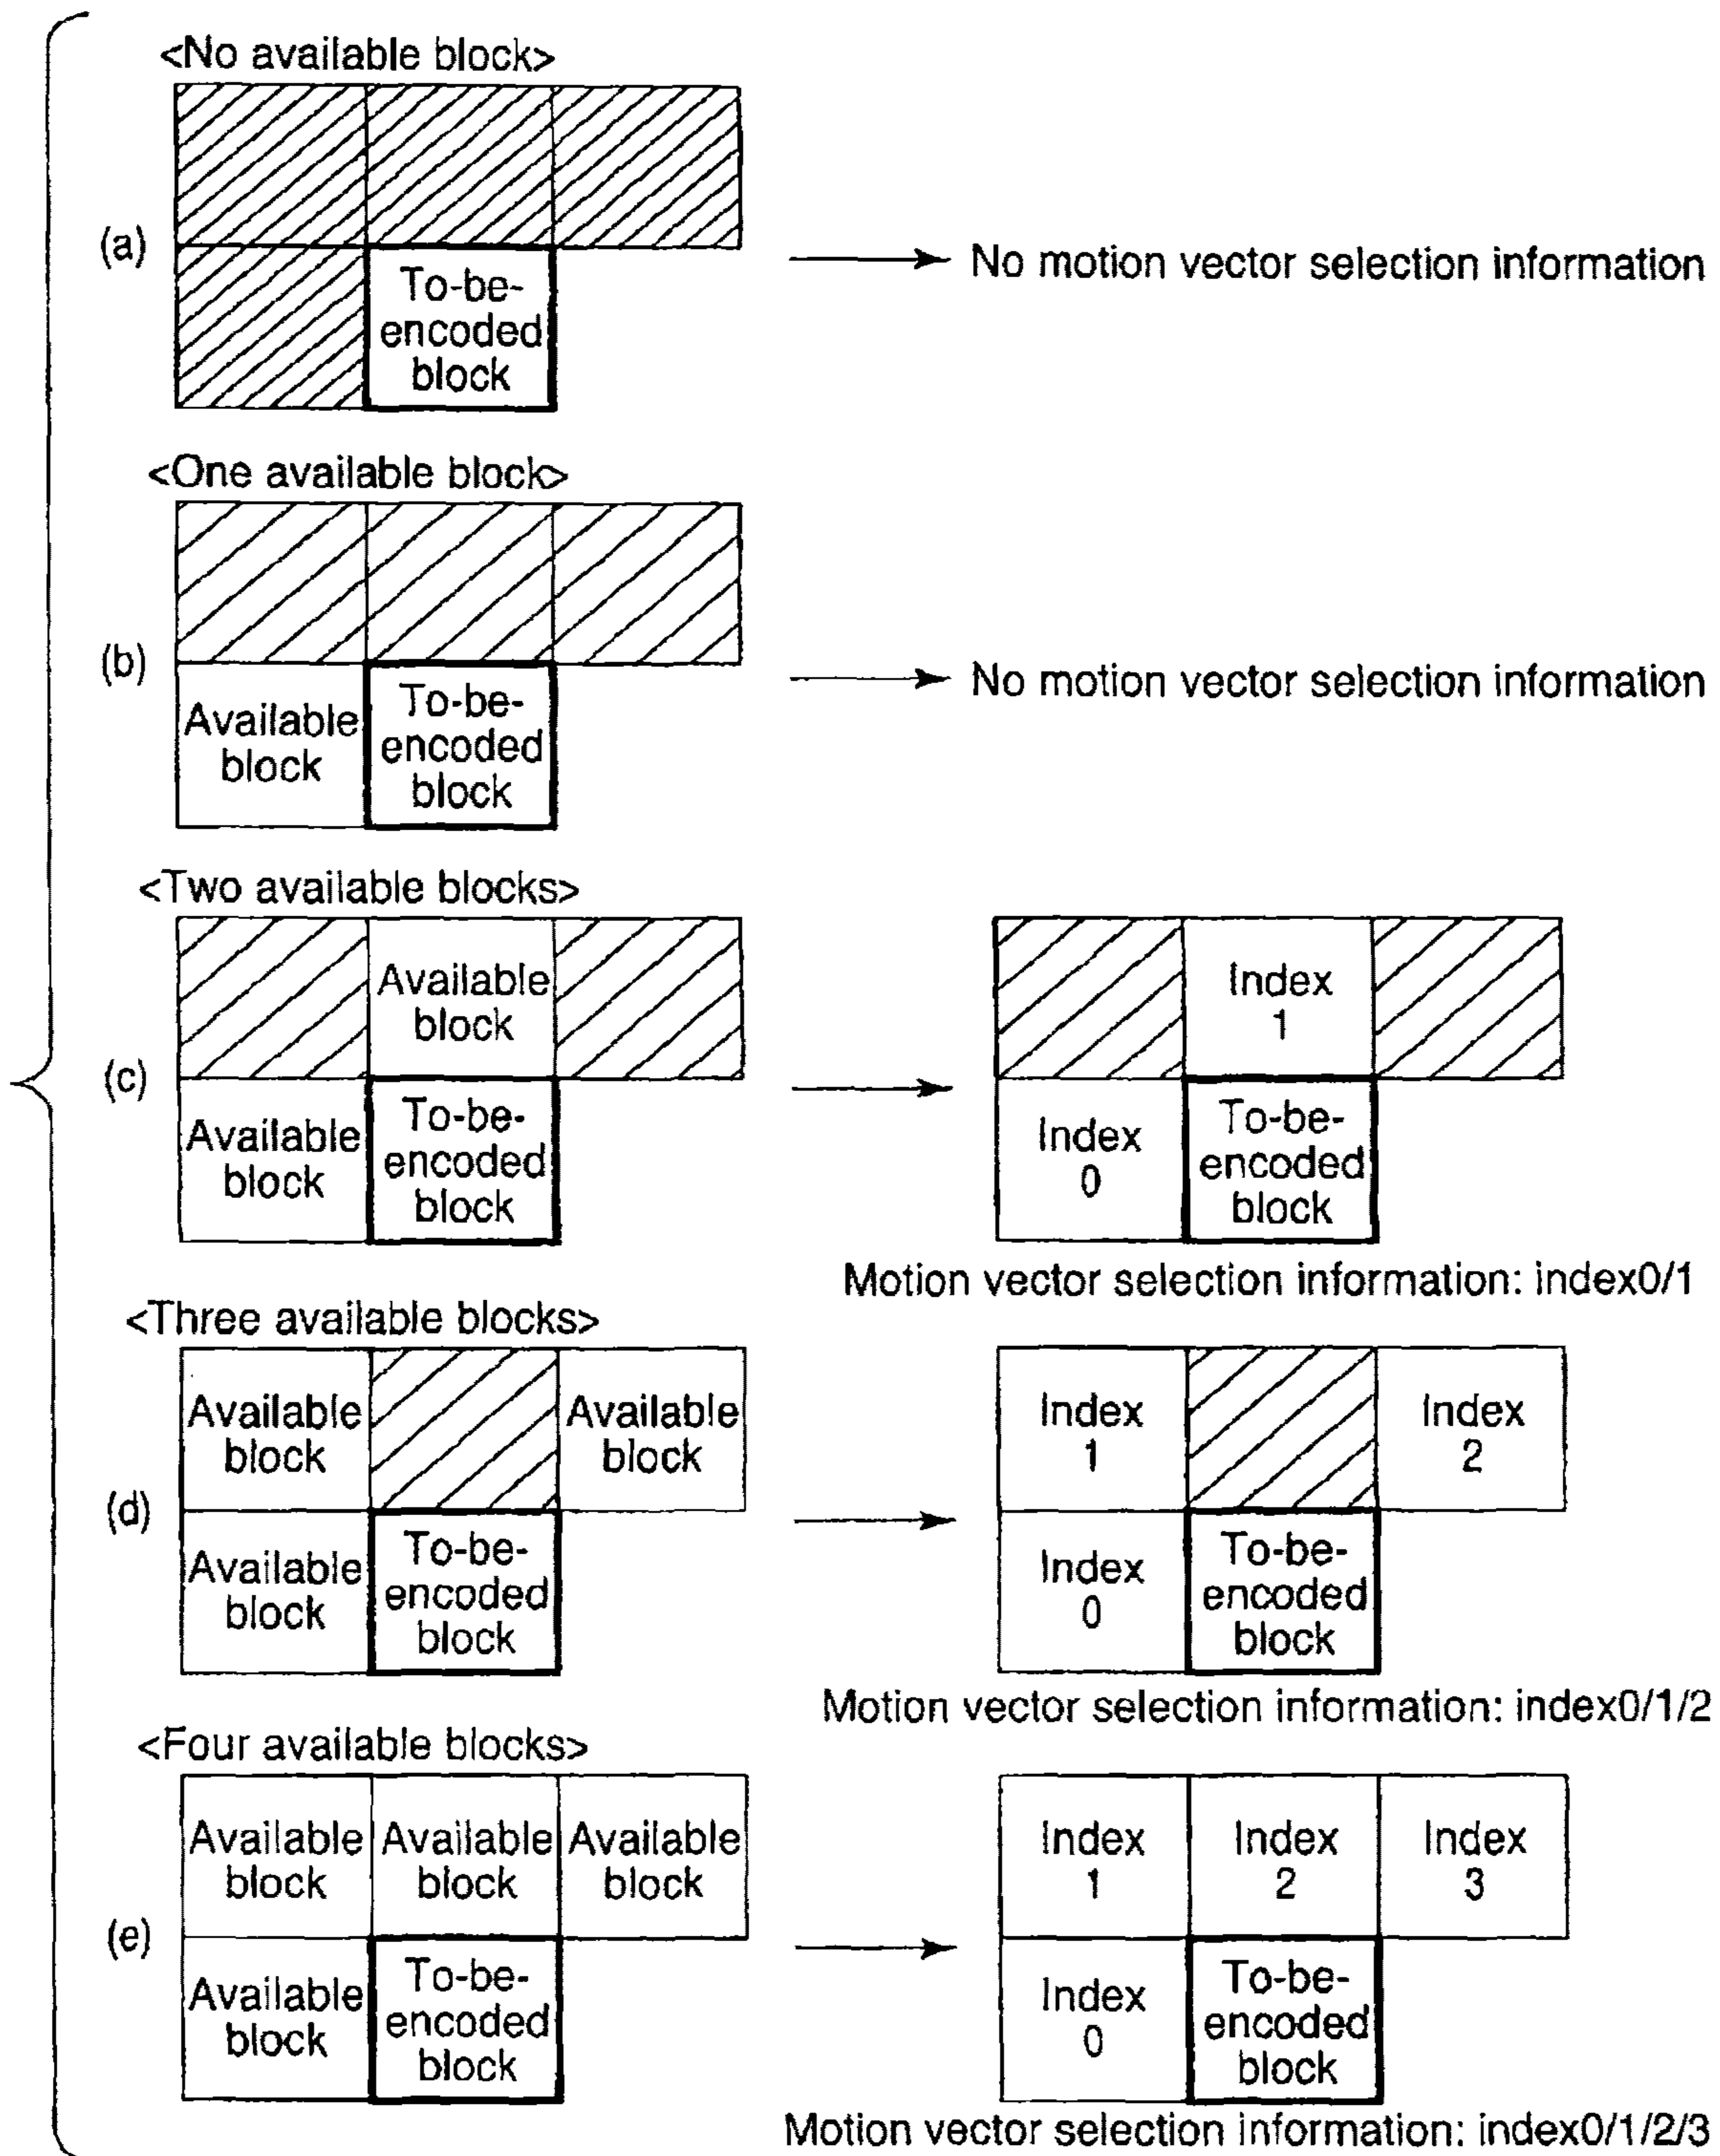 <No available block>
(a)
To-be-
encoded
block
No motion vector selection information
<One available block>
(b)
Available
block
To-be-
encoded
block
No motion vector selection information
<Two available blocks>
(c)
Available
block
Available
block
To-be-
encoded
block
Index
1
Index
0
To-be-
encoded
block
Motion vector selection information: index0/1
<Three available blocks>
(d)
Available
block
Available
block
Available
block
To-be-
encoded
block
Index
1
Index
2
Index
0
To-be-
encoded
block
Motion vector selection information: index0/1/2
<Four available blocks>
(e)
Available
block
Available
block
Available
block
Available
block
To-be-
encoded
block
Index
1
Index
2
Index
3
Index
0
To-be-
encoded
block
Motion vector selection information: index0/1/2/3